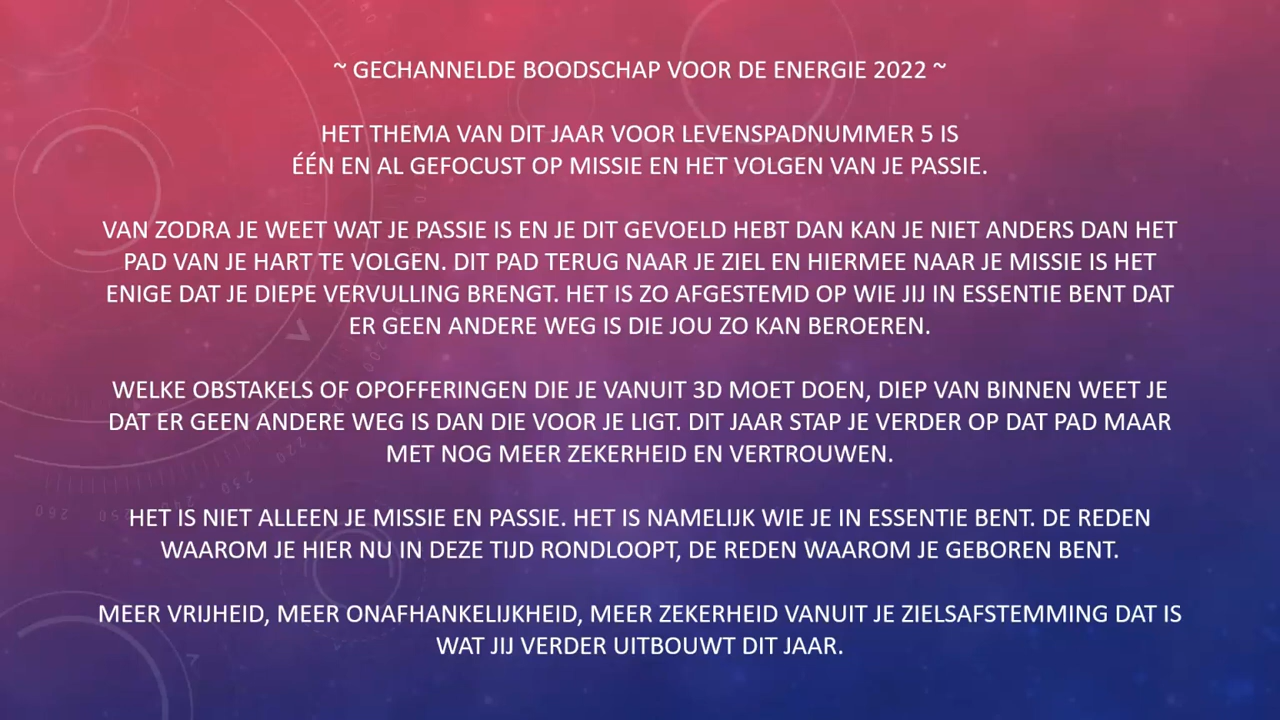 ~ GECHANNELDE BOODSCHAP VOOR DE ENERGIE 2022 ~
HET THEMA VAN DIT JAAR VOOR LEVENSPADNUMMER 5 IS
ÉÉN EN AL GEFOCUST OP MISSIE EN HET VOLGEN VAN JE PASSIE.
VAN ZODRA JE WEET WAT JE PASSIE IS EN JE DIT GEVOELD HEBT DAN KAN JE NIET ANDERS DAN HET
PAD VAN JE HART TE VOLGEN. DIT PAD TERUG NAAR JE ZIEL EN HIERMEE NAAR JE MISSIE IS HET
ENIGE DAT JE DIEPE VERVULLING BRENGT. HET IS ZO AFGESTEMD OP WIE JIJ IN ESSENTIE BENT DAT
ER GEEN ANDERE WEG IS DIE JOU ZO KAN BEROEREN.
WELKE OBSTAKELS OF OPOFFERINGEN DIE JE VANUIT 3D MOET DOEN, DIEP VAN BINNEN WEET JE
DAT ER GEEN ANDERE WEG IS DAN DIE VOOR JE LIGT. DIT JAAR STAP JE VERDER OP DAT PAD MAAR
MET NOG MEER ZEKERHEID EN VERTROUWEN.
HET IS NIET ALLEEN JE MISSIE EN PASSIE. HET IS NAMELIJK WIE JE IN ESSENTIE BENT. DE REDEN
WAAROM JE HIER NU IN DEZE TIJD RONDLOOPT, DE REDEN WAAROM JE GEBOREN BENT.
MEER VRIJHEID, MEER ONAFHANKELIJKHEID, MEER ZEKERHEID VANUIT JE ZIELSAFSTEMMING DAT IS
WAT JIJ VERDER UITBOUWT DIT JAAR.